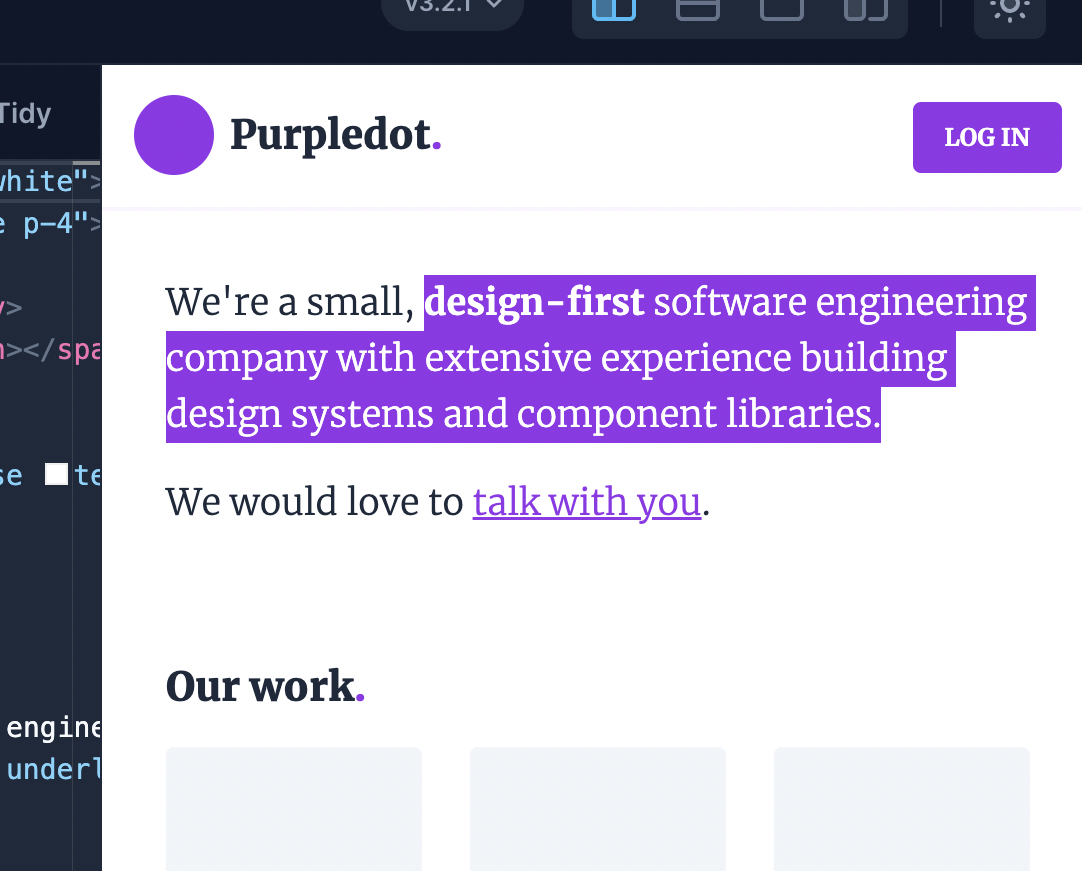 v3.2.1
Tidy
white">
e p-4">
/>
></spa
se te
engine
underl
Purpledot.
LOG IN
We're a small, design-first software engineering
company with extensive experience building
design systems and component libraries.
We would love to talk with you.
Our work.